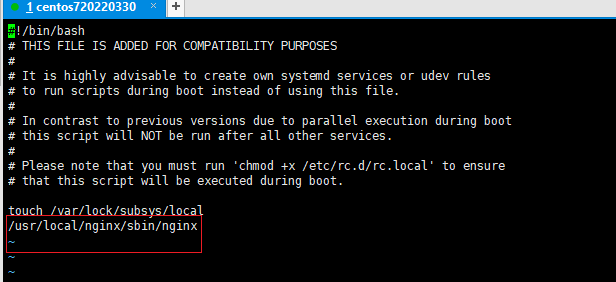 1 centos720220330 × +
#!/bin/bash
# THIS FILE IS ADDED FOR COMPATIBILITY PURPOSES
#
# It is highly advisable to create own systemd services or udev rules
# to run scripts during boot instead of using this file.
#
# In contrast to previous versions due to parallel execution during boot
# this script will NOT be run after all other services.
#
# Please note that you must run 'chmod +x /etc/rc.d/rc.local' to ensure
# that this script will be executed during boot.
touch /var/lock/subsys/local
/usr/local/nginx/sbin/nginx
~
~
~